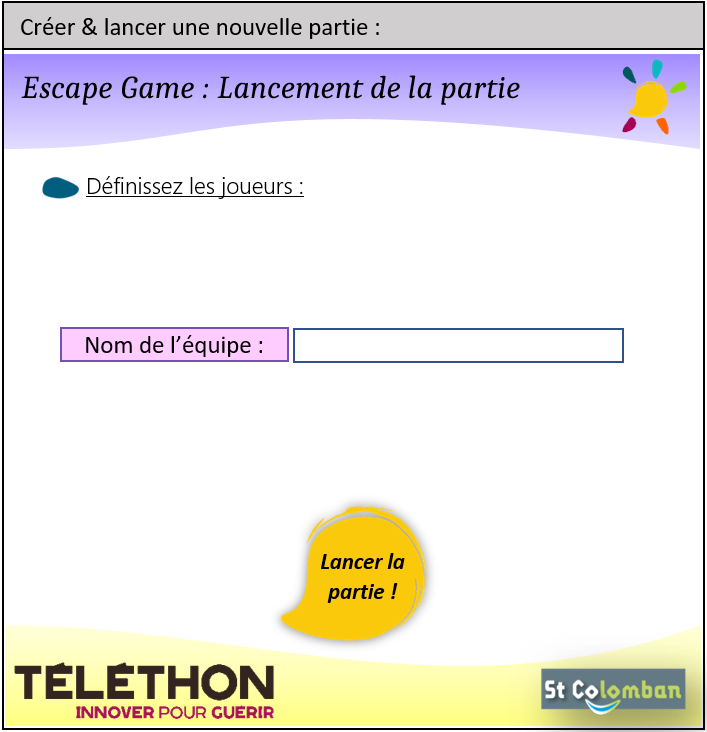 Créer & lancer une nouvelle partie :
Escape Game : Lancement de la partie
Définissez les joueurs :
Nom de l’équipe :
Lancer la
partie !
TÉLÉTHON
INNOVER POUR GUÉRIR
St Colomban